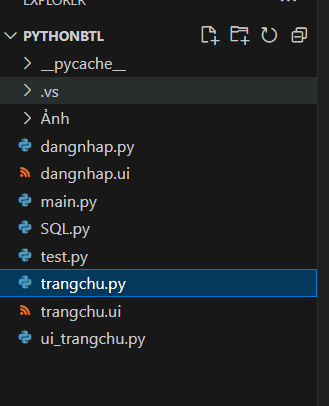 PYTHONBTL
__pycache__
.vs
Ảnh
dangnhap.py
dangnhap.ui
main.py
SQL.py
test.py
trangchu.py
trangchu.ui
ui_trangchu.py